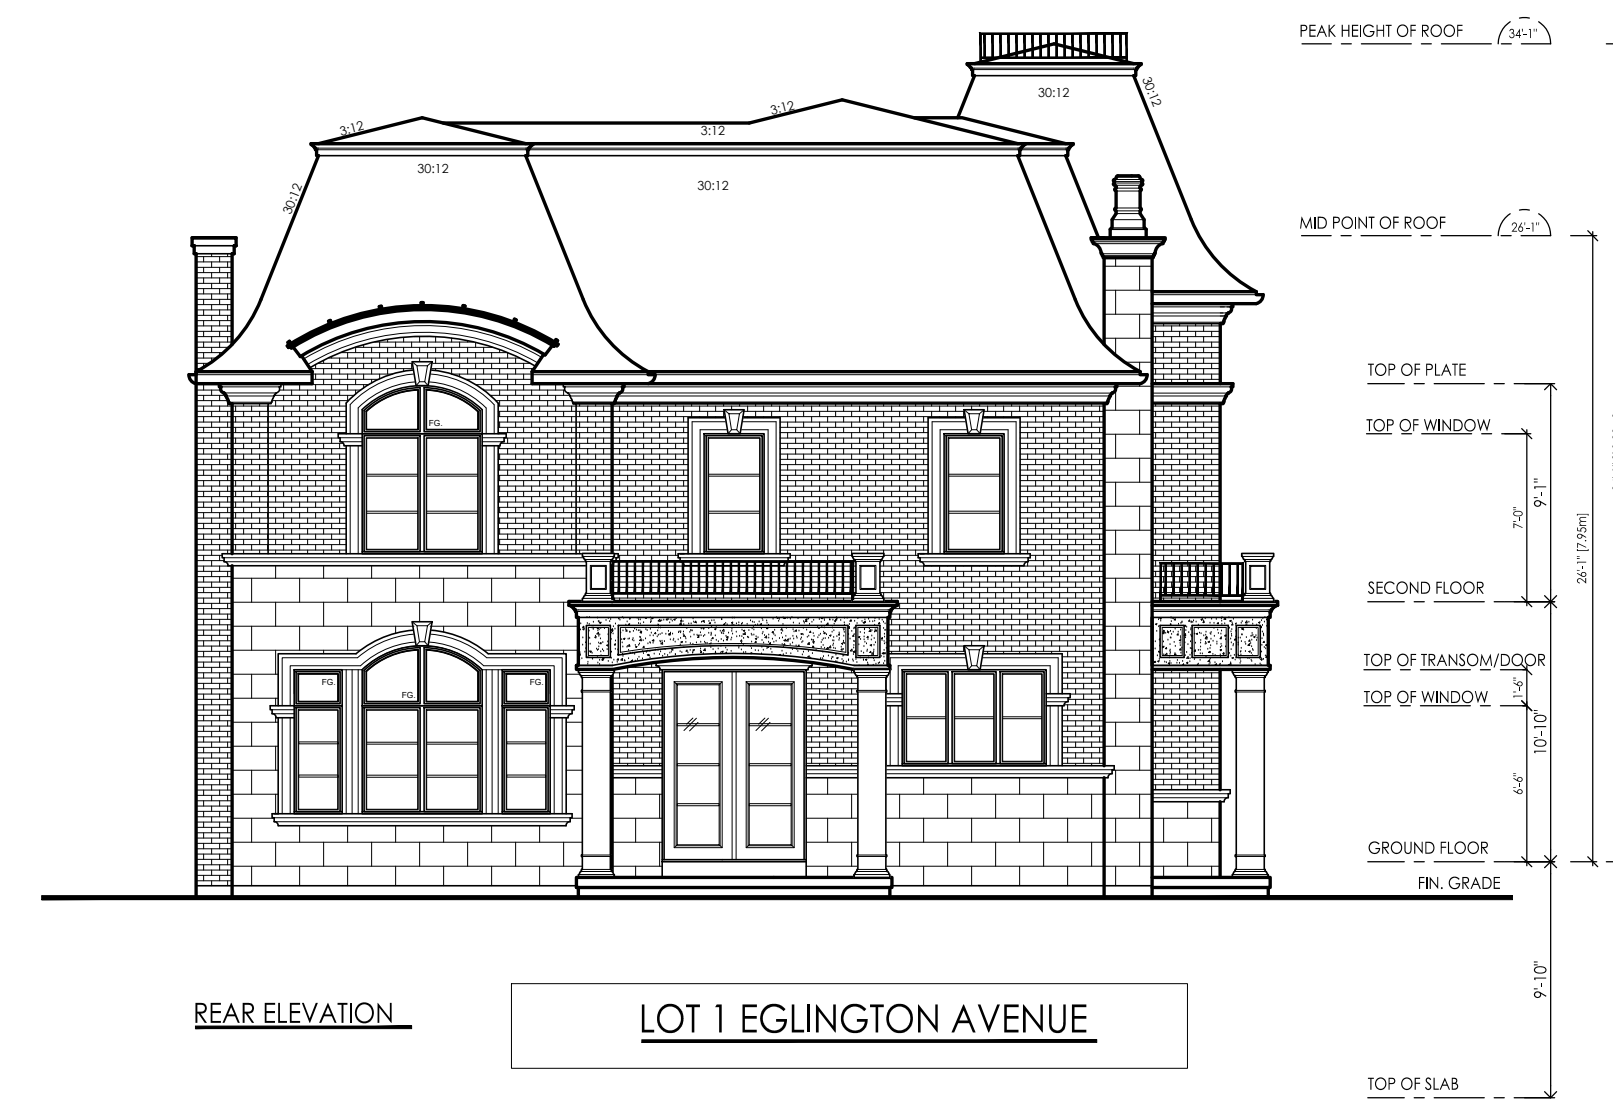 PEAK HEIGHT OF ROOF 34'-1"
30:12
30:12
3:12
3:12
3:12
30:12
30:12
30:12
MID POINT OF ROOF 26'-1"
TOP OF PLATE
FG.
TOP OF WINDOW
9'-1"
7'-0"
26'-1" [7.95m]
SECOND FLOOR
TOP OF TRANSOM/DOOR
FG.
FG.
FG.
1'-6"
TOP OF WINDOW
10'-10"
6'-6"
GROUND FLOOR
FIN. GRADE
9'-10"
REAR ELEVATION
LOT 1 EGLINGTON AVENUE
TOP OF SLAB